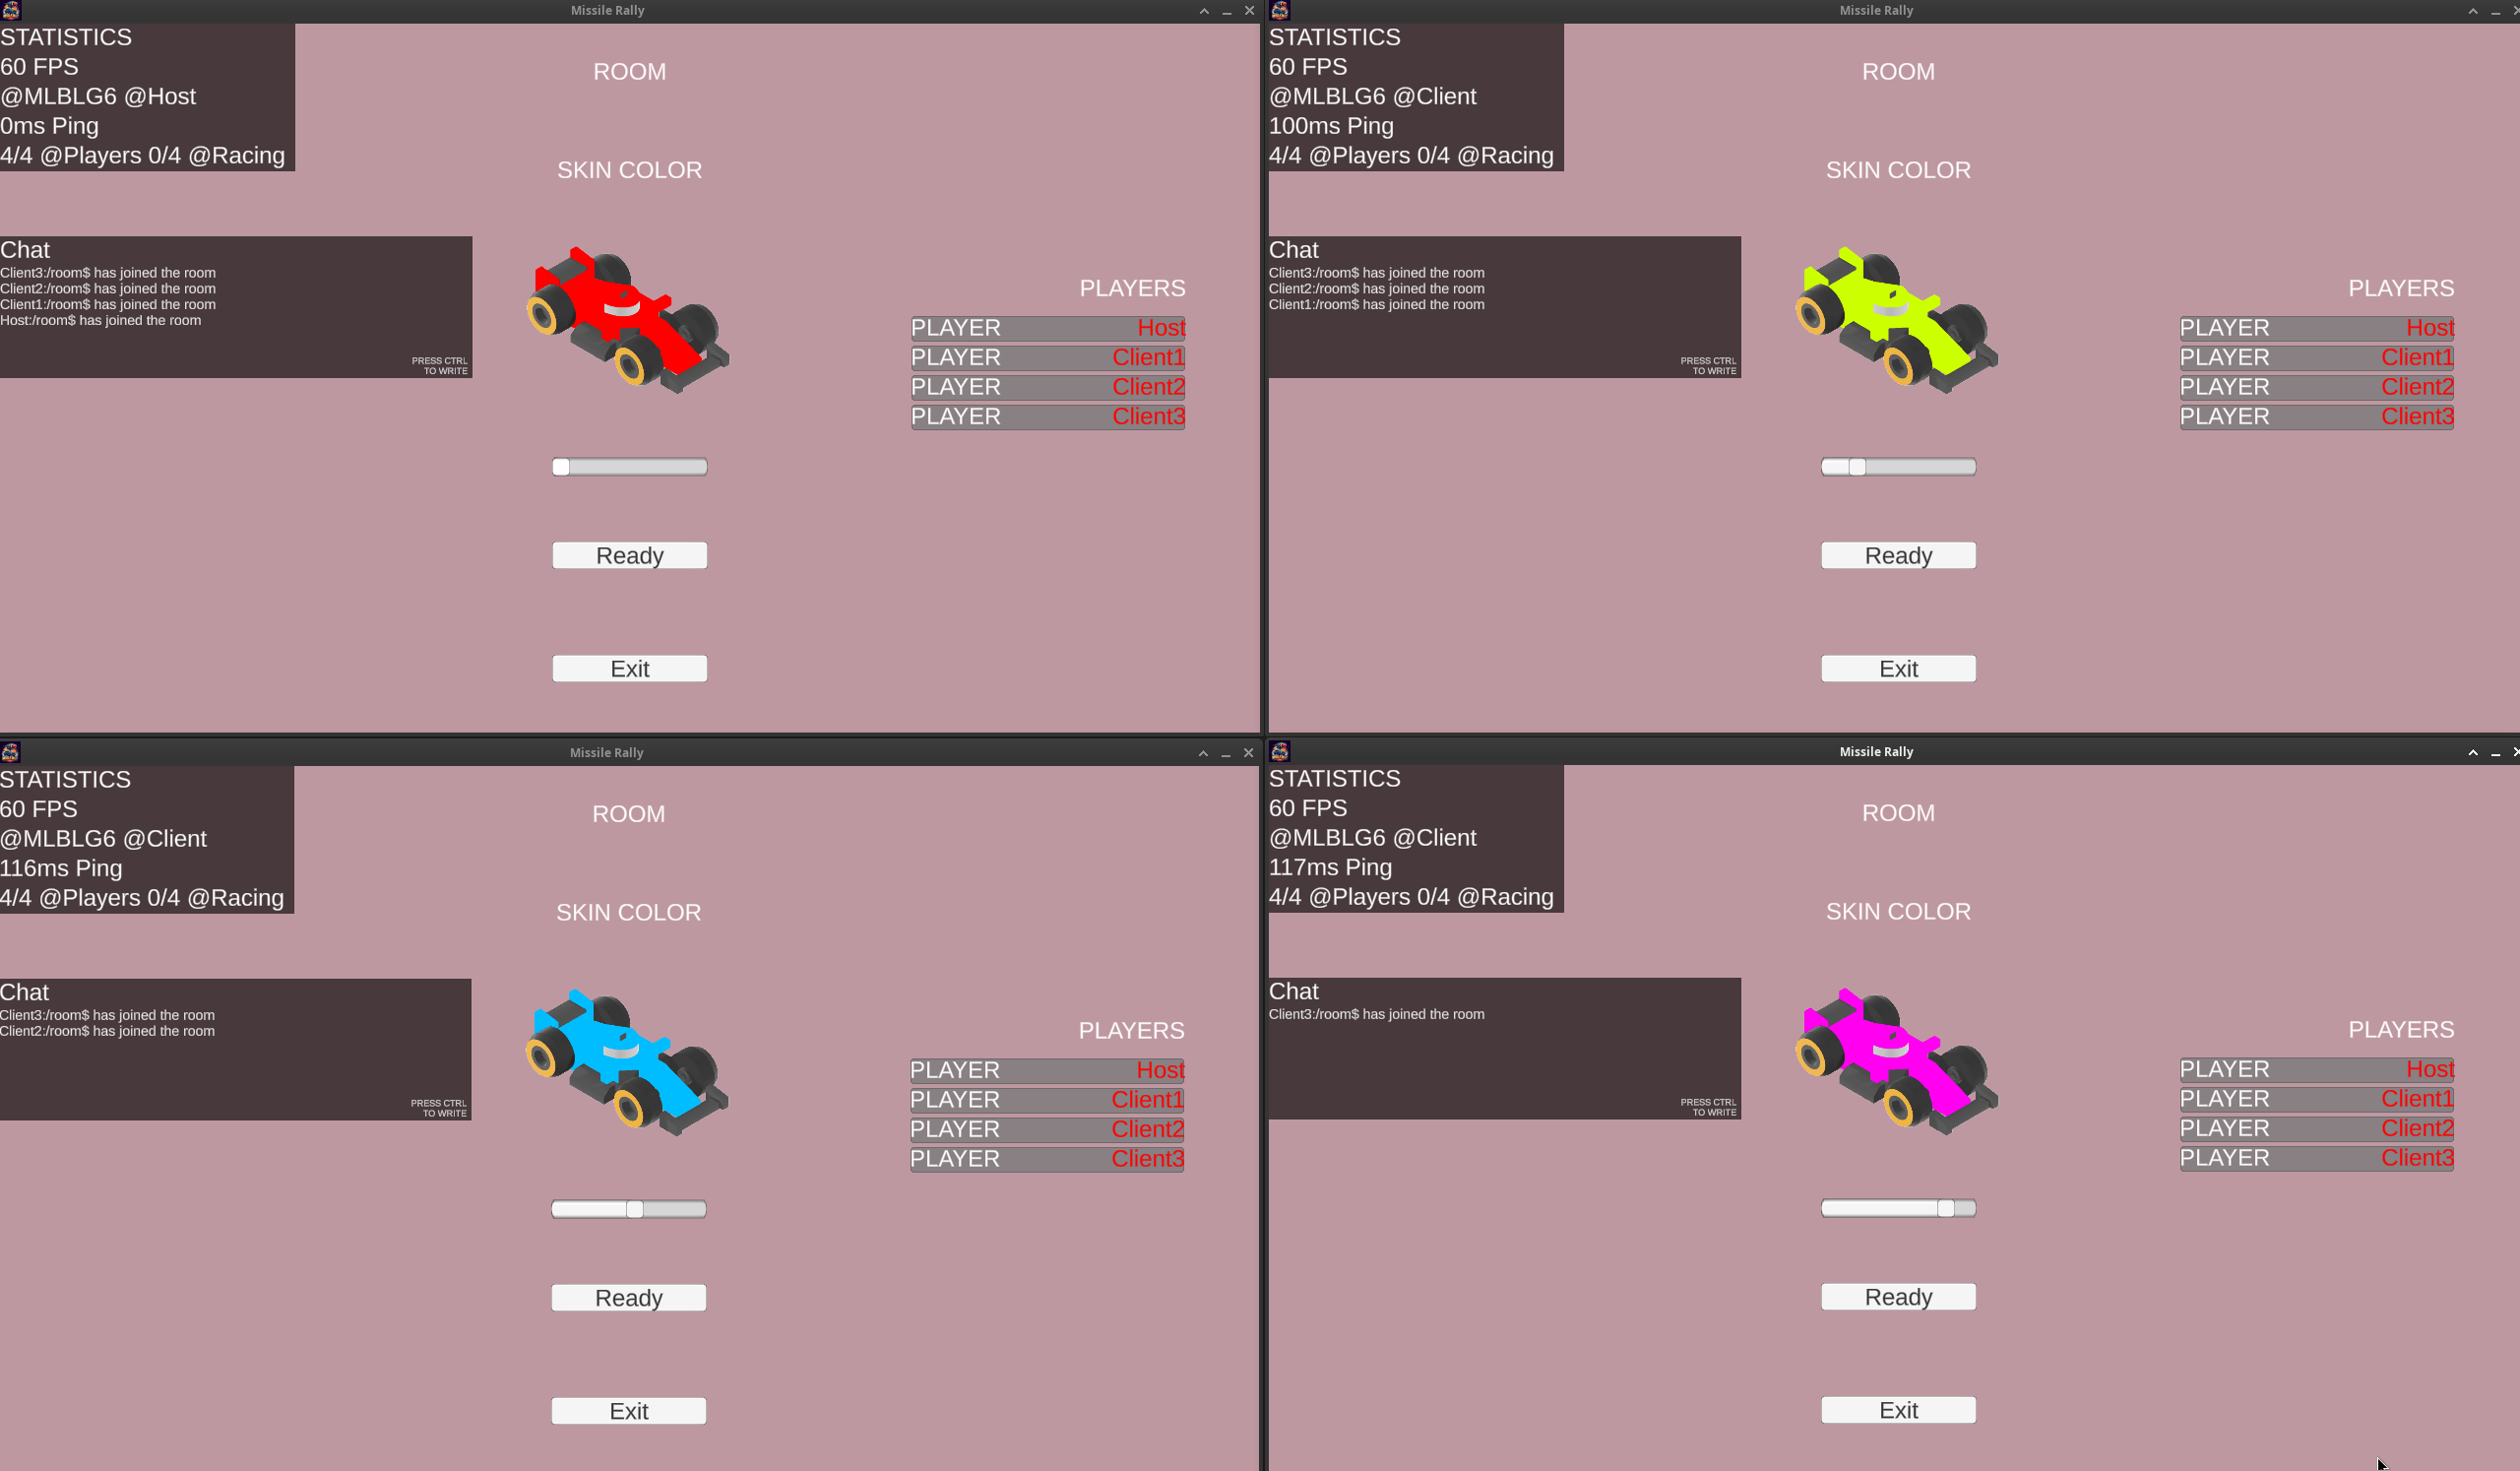 Missile Rally
STATISTICS
60 FPS
@MLBLG6 @Host
0ms Ping
4/4 @Players 0/4 @Racing
ROOM
SKIN COLOR
Chat
Client3:/room$ has joined the room
Client2:/room$ has joined the room
Client1:/room$ has joined the room
Host:/room$ has joined the room
PRESS CTRL
TO WRITE
PLAYERS
PLAYER Host
PLAYER Client1
PLAYER Client2
PLAYER Client3
Ready
Exit
Missile Rally
STATISTICS
60 FPS
@MLBLG6 @Client
100ms Ping
4/4 @Players 0/4 @Racing
ROOM
SKIN COLOR
Chat
Client3:/room$ has joined the room
Client2:/room$ has joined the room
Client1:/room$ has joined the room
PRESS CTRL
TO WRITE
PLAYERS
PLAYER Host
PLAYER Client1
PLAYER Client2
PLAYER Client3
Ready
Exit
Missile Rally
STATISTICS
60 FPS
@MLBLG6 @Client
116ms Ping
4/4 @Players 0/4 @Racing
ROOM
SKIN COLOR
Chat
Client3:/room$ has joined the room
Client2:/room$ has joined the room
PRESS CTRL
TO WRITE
PLAYERS
PLAYER Host
PLAYER Client1
PLAYER Client2
PLAYER Client3
Ready
Exit
Missile Rally
STATISTICS
60 FPS
@MLBLG6 @Client
117ms Ping
4/4 @Players 0/4 @Racing
ROOM
SKIN COLOR
Chat
Client3:/room$ has joined the room
PRESS CTRL
TO WRITE
PLAYERS
PLAYER Host
PLAYER Client1
PLAYER Client2
PLAYER Client3
Ready
Exit